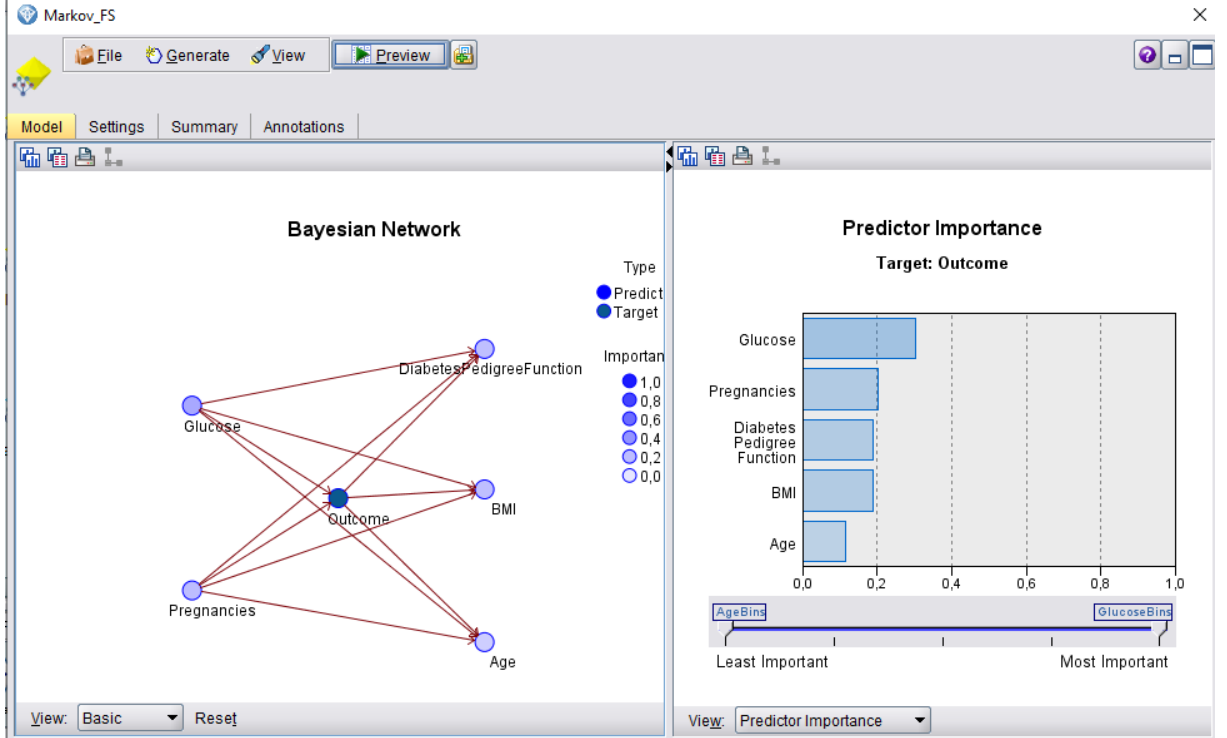 Markov_FS
File Generate View Preview
Model Settings Summary Annotations
Bayesian Network
Type
Predict
Target
Importan
1,0
0,8
0,6
0,4
0,2
0,0
DiabetesPedigreeFunction
Glucose
BMI
Outcome
Pregnancies
Age
View: Basic Reset
Predictor Importance
Target: Outcome
Glucose
Pregnancies
Diabetes
Pedigree
Function
BMI
Age
0,0 0,2 0,4 0,6 0,8 1,0
AgeBins GlucoseBins
Least Important Most Important
View: Predictor Importance